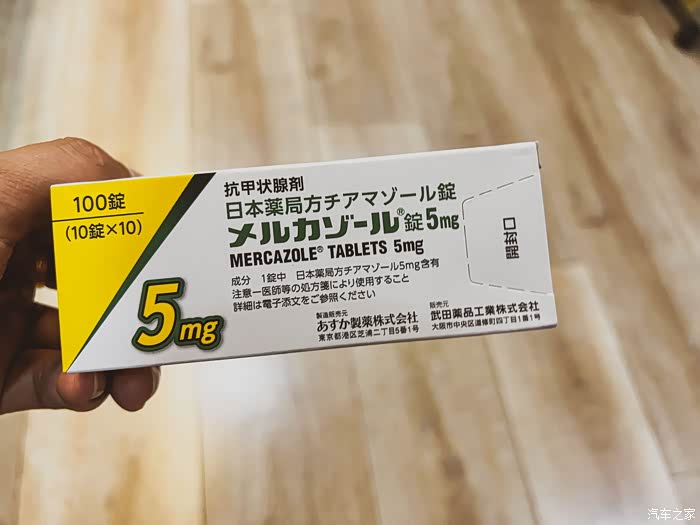 100錠
(10錠×10)
5mg
抗甲状腺剤
日本薬局方チアマゾール錠
メルカゾール®錠5mg
MERCAZOLE® TABLETS 5mg
成分 1錠中 日本薬局方チアマゾール5mg含有
注意－医師等の処方箋により使用すること
詳細は電子添文をご参照ください
製造販売元
あすか製薬株式会社
東京都港区芝浦二丁目5番1号
販売元
武田薬品工業株式会社
大阪市中央区道修町四丁目1番1号
開封口
汽车之家